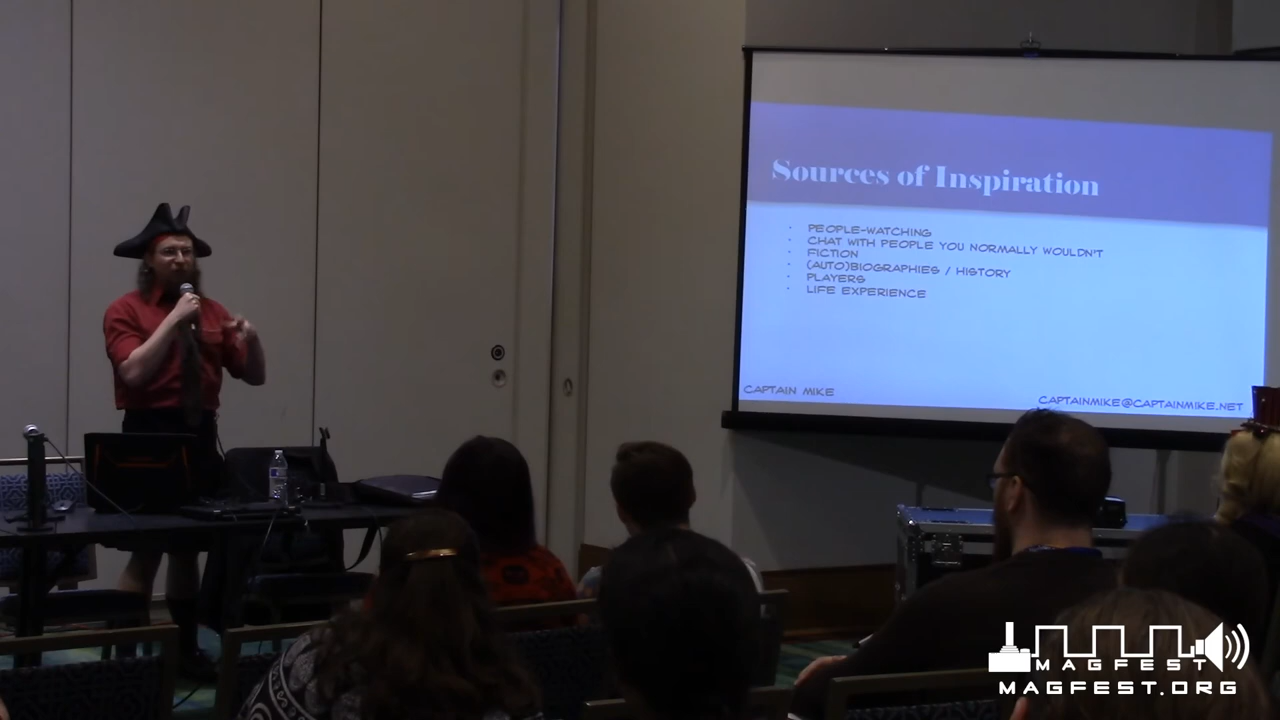 Sources of Inspiration
· PEOPLE-WATCHING
· CHAT WITH PEOPLE YOU NORMALLY WOULDN'T
· FICTION
· (AUTO)BIOGRAPHIES / HISTORY
· PLAYERS
· LIFE EXPERIENCE
CAPTAIN MIKE
CAPTAINMIKE@CAPTAINMIKE.NET
MAGFEST
MAGFEST.ORG